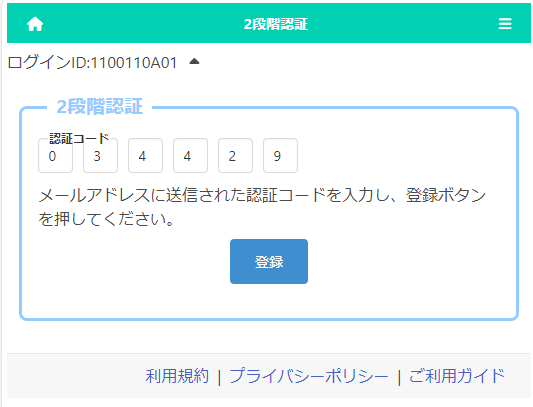 2段階認証
ログインID:1100110A01
2段階認証
認証コード
0 3 4 4 2 9
メールアドレスに送信された認証コードを入力し、登録ボタン
を押してください。
登録
利用規約 | プライバシーポリシー | ご利用ガイド